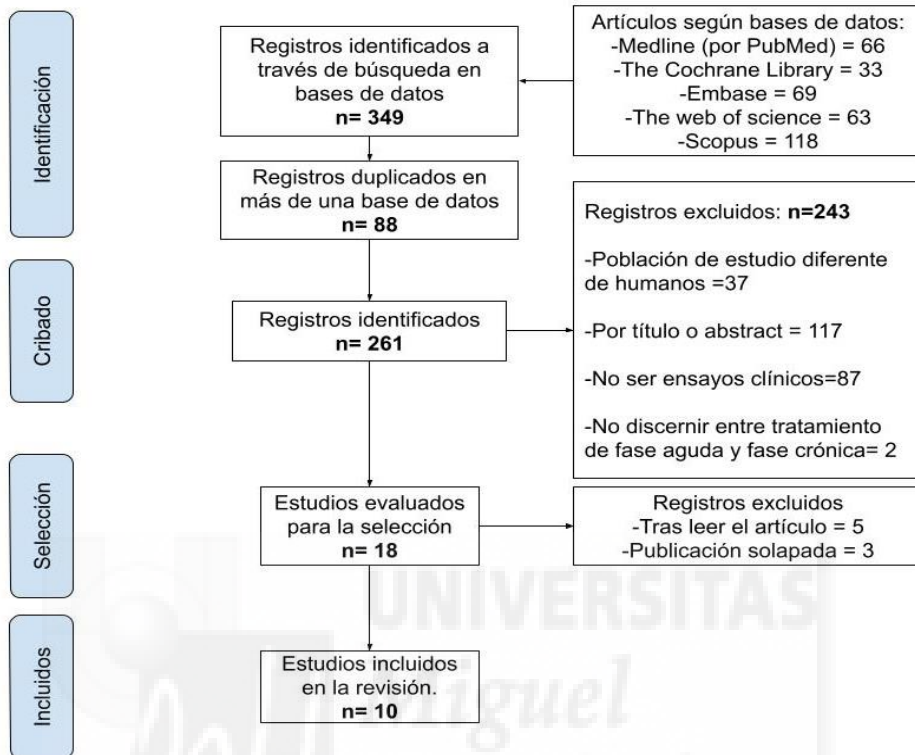 Identificación
Registros identificados a
través de búsqueda en
bases de datos
n= 349
Artículos según bases de datos:
-Medline (por PubMed) = 66
-The Cochrane Library = 33
-Embase = 69
-The web of science = 63
-Scopus = 118
Registros duplicados en
más de una base de datos
n= 88
Cribado
Registros identificados
n= 261
Registros excluidos: n=243
-Población de estudio diferente
de humanos =37
-Por título o abstract = 117
-No ser ensayos clínicos=87
-No discernir entre tratamiento
de fase aguda y fase crónica= 2
Selección
Estudios evaluados
para la selección
n= 18
Registros excluidos
-Tras leer el artículo = 5
-Publicación solapada = 3
UNIVERSITAS
Miguel
Incluidos
Estudios incluidos
en la revisión.
n= 10